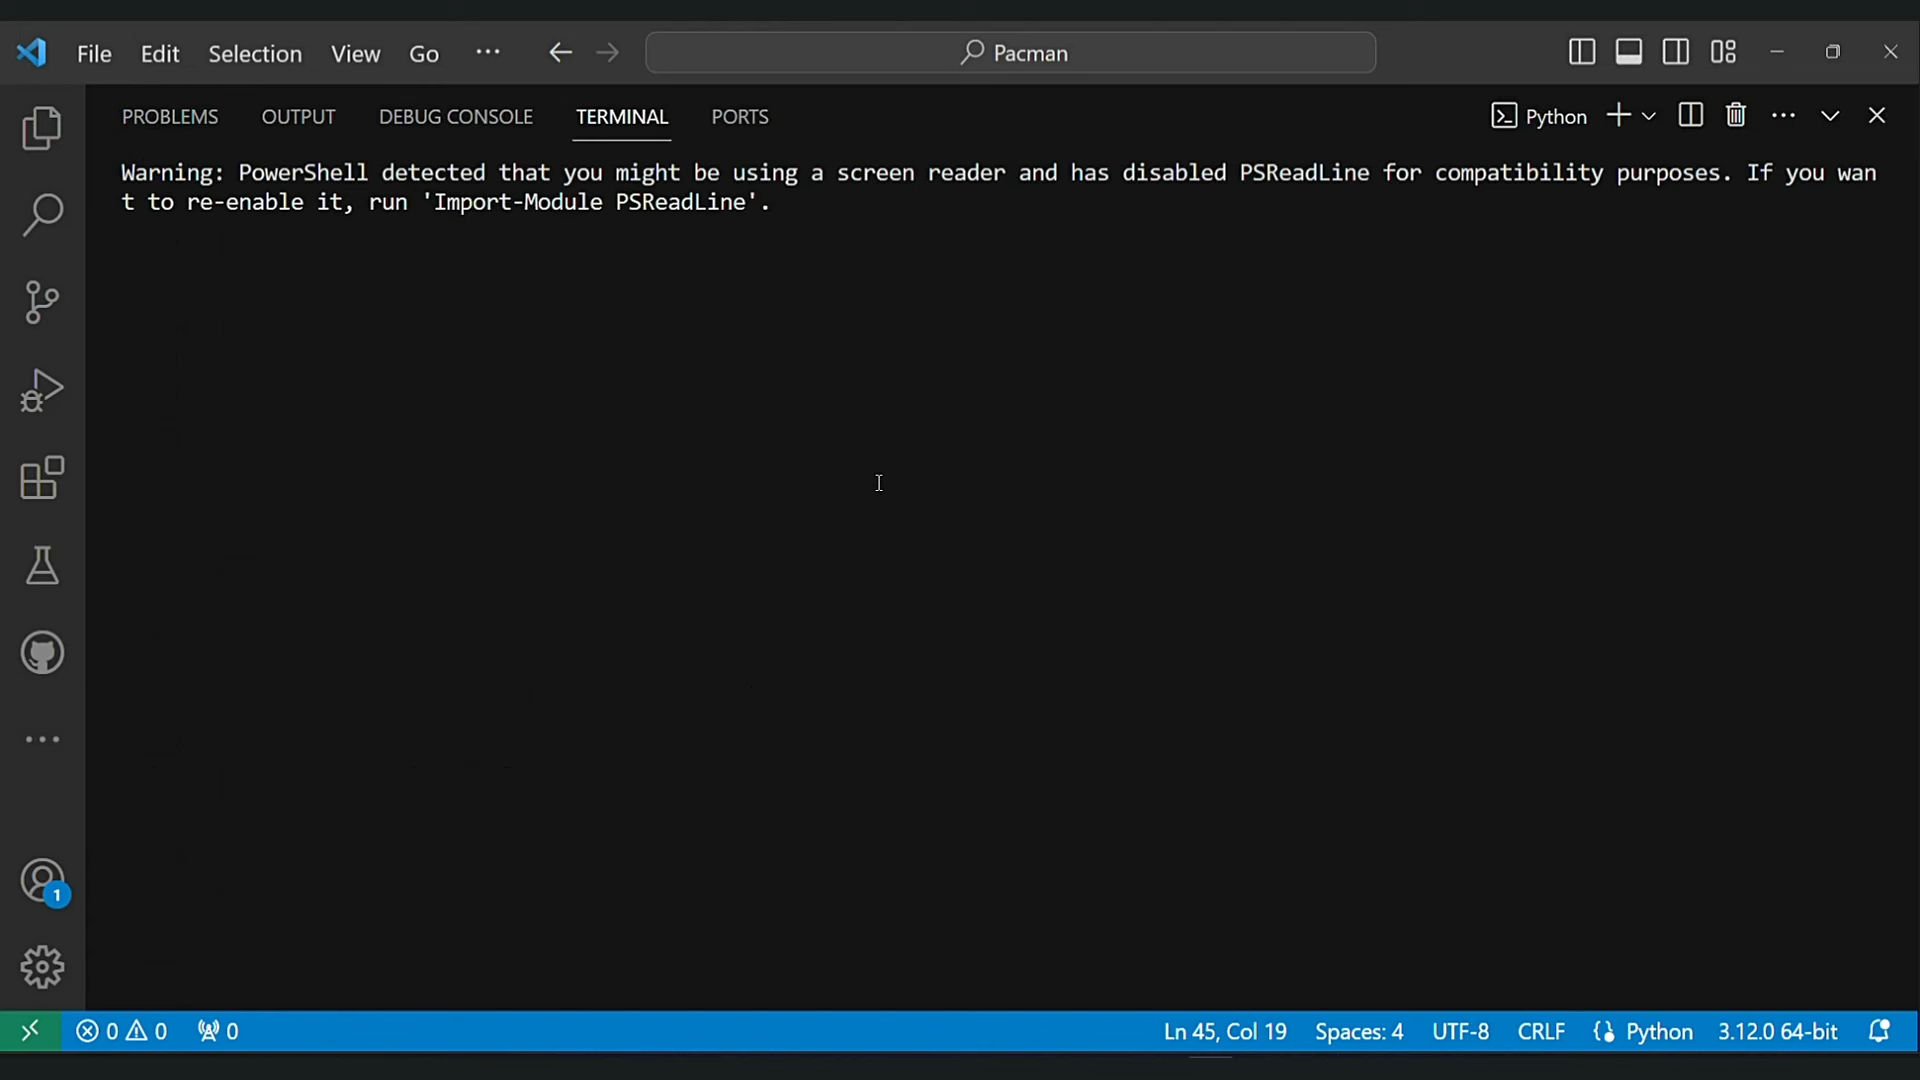 File Edit Selection View Go ··· Pacman
PROBLEMS OUTPUT DEBUG CONSOLE TERMINAL PORTS Python
Warning: PowerShell detected that you might be using a screen reader and has disabled PSReadLine for compatibility purposes. If you wan
t to re-enable it, run 'Import-Module PSReadLine'.
1
0 0 0 Ln 45, Col 19 Spaces: 4 UTF-8 CRLF Python 3.12.0 64-bit